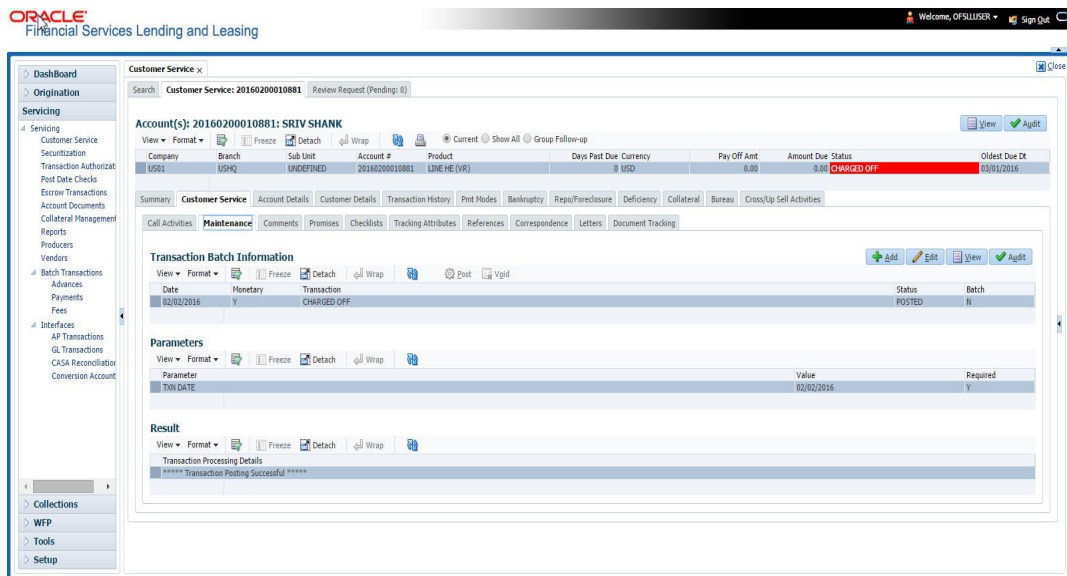 ORACLE'
Welcome, OFSLLUSER
Sign Out
Financial Services Lending and Leasing
DashBoard
Origination
Servicing
Servicing
Customer Service
Securitization
Transaction Authorizat
Post Date Checks
Escrow Transactions
Account Documents
Collateral Management
Reports
Producers
Vendors
Batch Transactions
Advances
Payments
Fees
Interfaces
AP Transactions
GL Transactions
CASA Reconciliation
Conversion Account
Collections
WFP
Tools
Setup
Customer Service x
Close
Search Customer Service: 20160200010881 Review Request (Pending: 0)
Account(s): 20160200010881: SRIV SHANK
View Audit
View Format Freeze Detach Wrap Current Show All Group Follow-up
Company Branch Sub Unit Account # Product Days Past Due Currency Pay Off Amt Amount Due Status Oldest Due Dt
US01 USHQ UNDEFINED 20160200010881 LINE HE (VR) 0 USD 0.00 0.00 CHARGED OFF 03/01/2016
Summary Customer Service Account Details Customer Details Transaction History Pmt Modes Bankruptcy Repo/Foreclosure Deficiency Collateral Bureau Cross/Up Sell Activities
Call Activities Maintenance Comments Promises Checklists Tracking Attributes References Correspondence Letters Document Tracking
Transaction Batch Information
Add Edit View Audit
View Format Freeze Detach Wrap Post Void
Date Monetary Transaction Status Batch
02/02/2016 Y CHARGED OFF POSTED N
Parameters
View Format Freeze Detach Wrap
Parameter Value Required
TXN DATE 02/02/2016 Y
Result
View Format Freeze Detach Wrap
Transaction Processing Details
***** Transaction Posting Successful *****